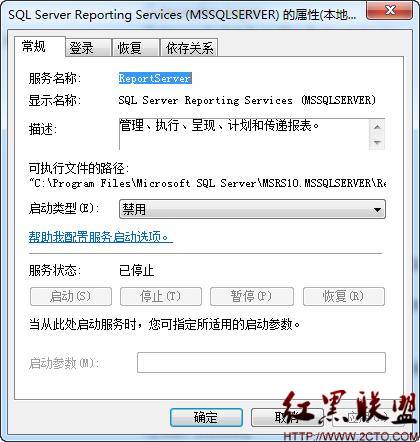 SQL Server Reporting Services (MSSQLSERVER) 的属性(本地...
常规 登录 恢复 依存关系
服务名称: ReportServer
显示名称: SQL Server Reporting Services (MSSQLSERVER)
描述: 管理、执行、呈现、计划和传递报表。
可执行文件的路径:
"C:\Program Files\Microsoft SQL Server\MSRS10.MSSQLSERVER\Re
启动类型(E): 禁用
帮助我配置服务启动选项。
服务状态: 已停止
启动(S) 停止(T) 暂停(P) 恢复(R)
当从此处启动服务时，您可指定所适用的启动参数。
启动参数(M):
确定 取消
红黑联盟
HTTP://WWW.2CTO.COM